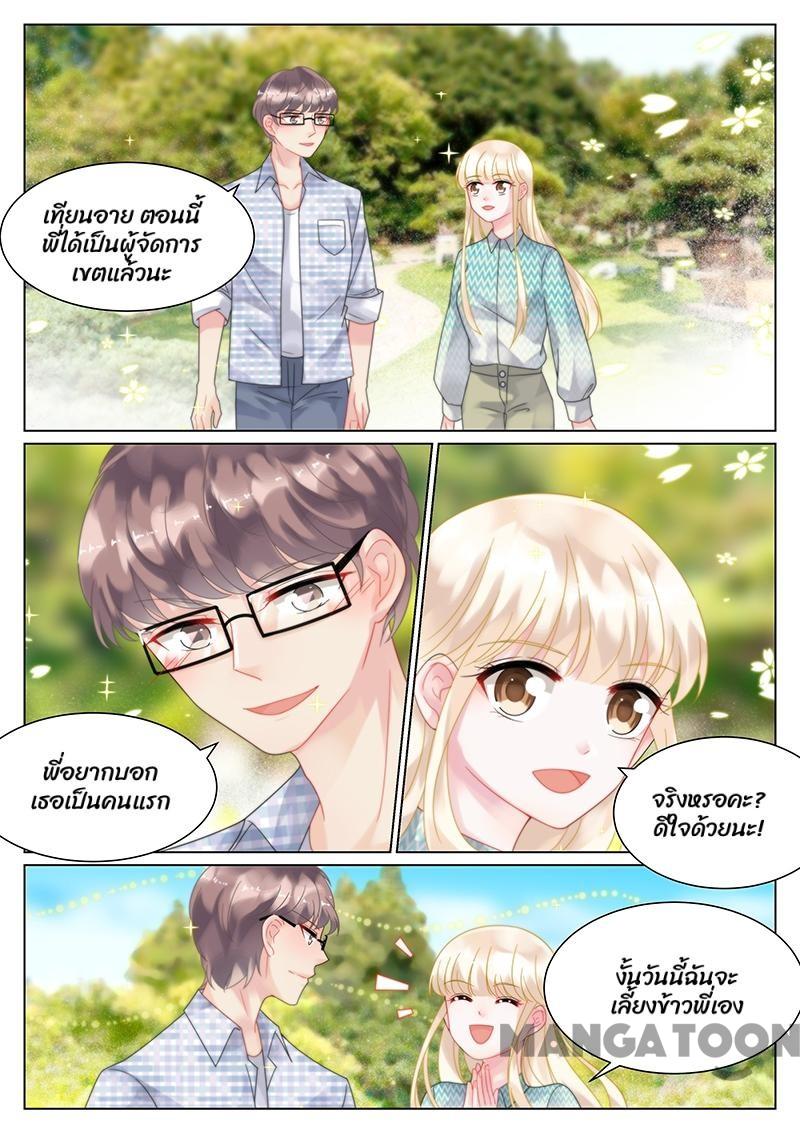 เทียนอาย ตอนนี้
พี่ได้เป็นผู้จัดการ
เขตแล้วนะ
พี่อยากบอก
เธอเป็นคนแรก
จริงหรอคะ?
ดีใจด้วยนะ!
งั้นวันนี้ฉันจะ
เลี้ยงข้าวพี่เอง
MANGATOON